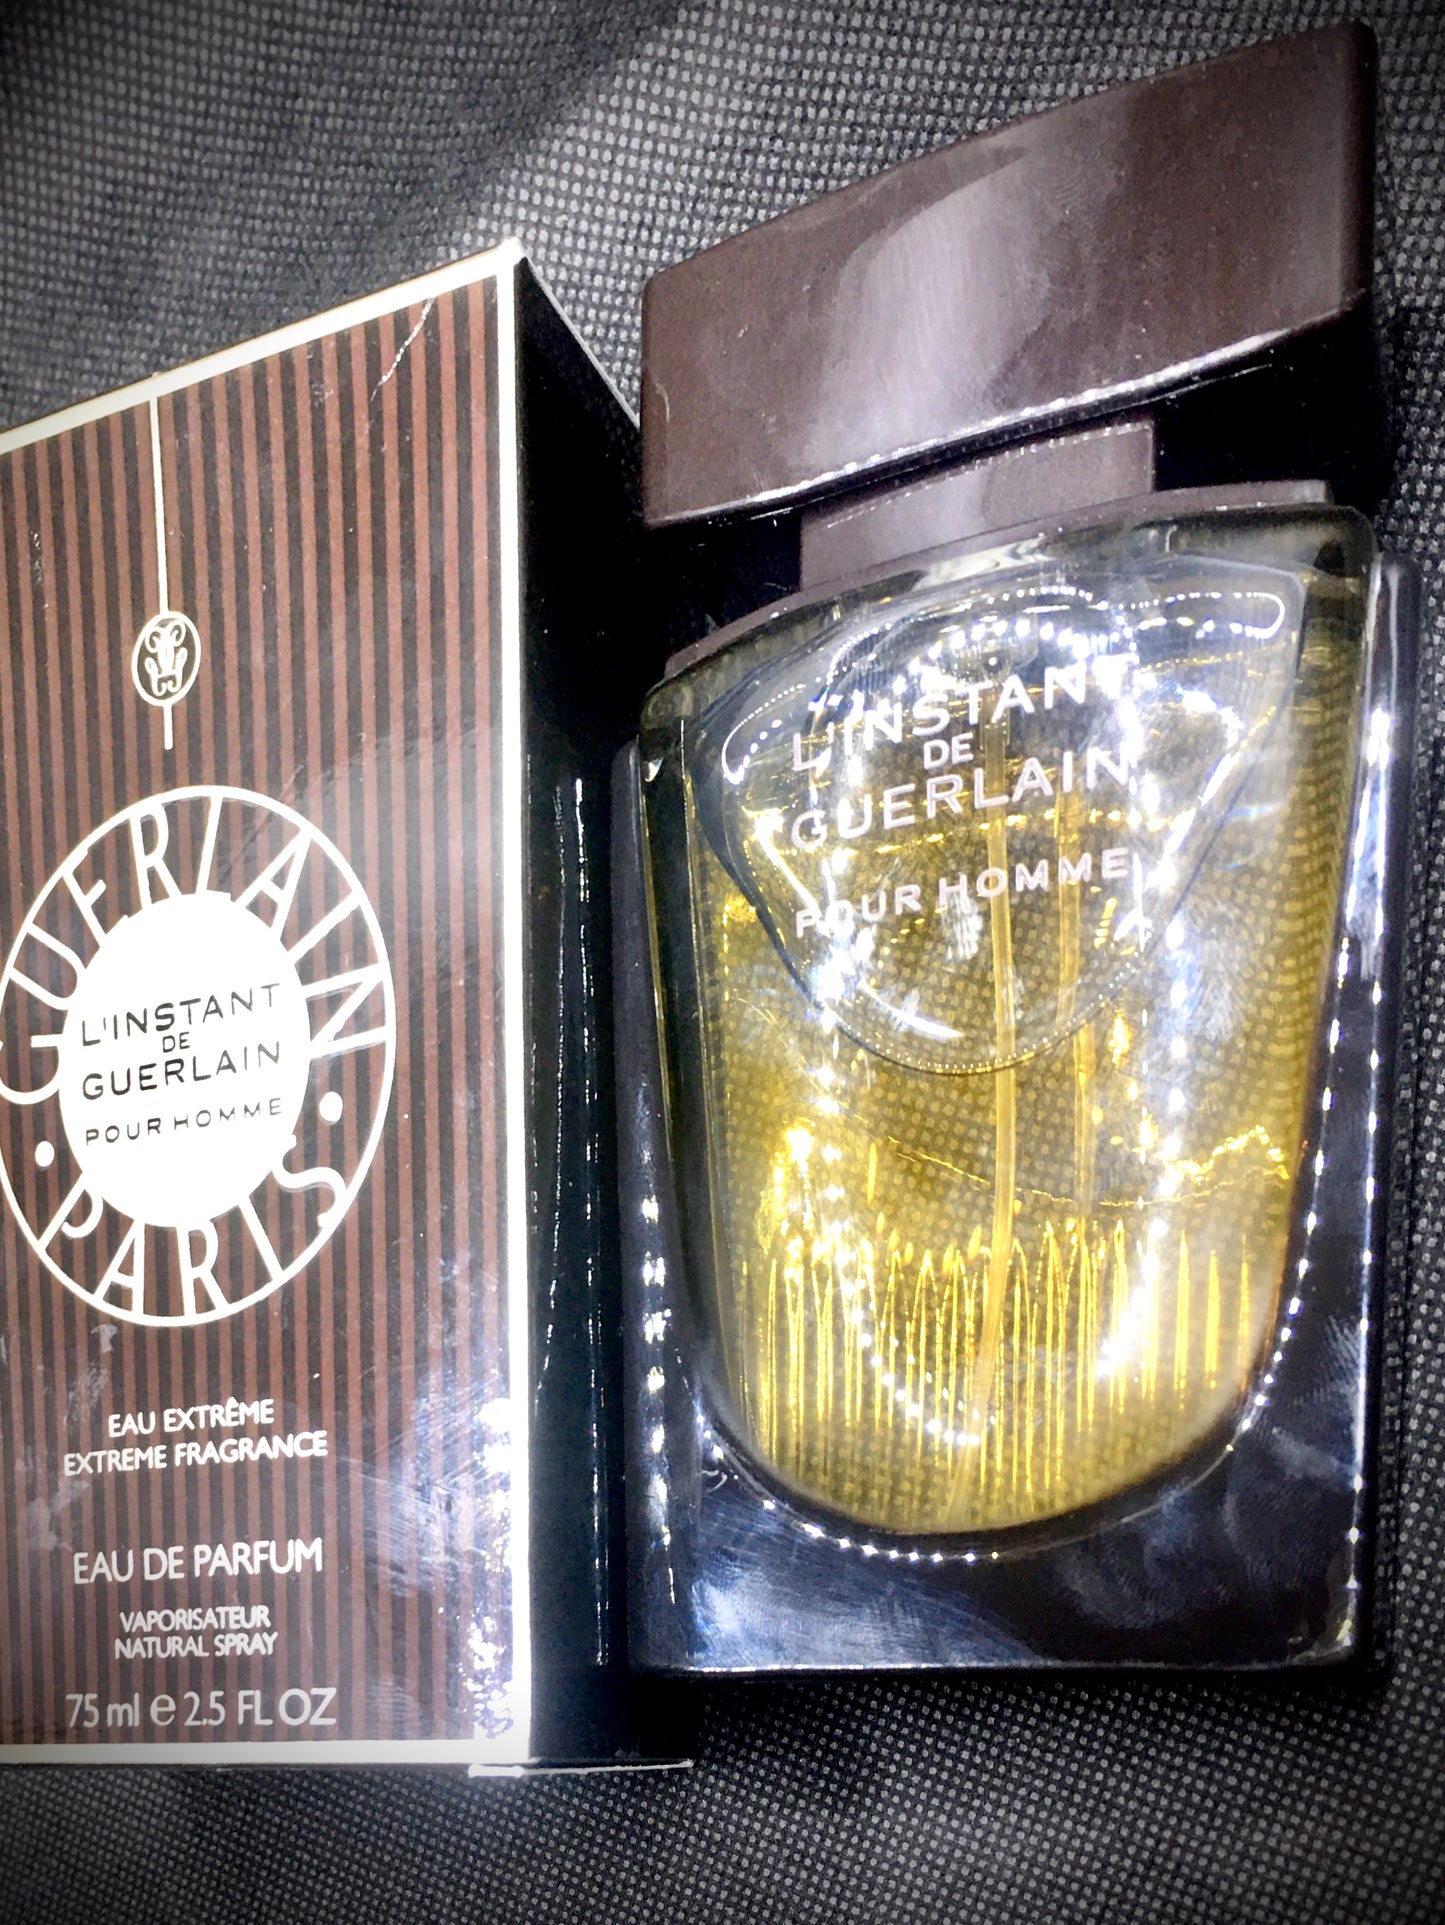 GUERLAIN
L'INSTANT
DE
GUERLAIN
POUR HOMME
• PARIS •
EAU EXTRÊME
EXTREME FRAGRANCE
EAU DE PARFUM
VAPORISATEUR
NATURAL SPRAY
75 ml e 2.5 FL OZ
L'INSTANT
DE
GUERLAIN
POUR HOMME